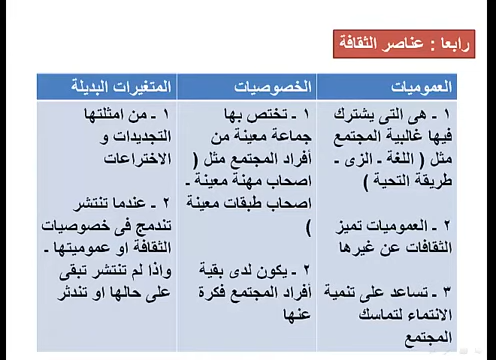 رابعا : عناصر الثقافة
العموميات
١ ـ هى التى يشترك
فيها غالبية المجتمع
مثل ( اللغة ـ الزى ـ
طريقة التحية )
٢ ـ العموميات تميز
الثقافات عن غيرها
٣ ـ تساعد على تنمية
الانتماء لتماسك
المجتمع
الخصوصيات
١ ـ تختص بها
جماعة معينة من
أفراد المجتمع مثل (
اصحاب مهنة معينة ـ
اصحاب طبقات معينة
)
٢ ـ يكون لدى بقية
أفراد المجتمع فكرة
عنها
المتغيرات البديلة
١ ـ من امثلتها
التجديدات و
الاختراعات
٢ ـ عندما تنتشر
تندمج فى خصوصيات
الثقافة او عموميتها ـ
واذا لم تنتشر تبقى
على حالها او تندثر